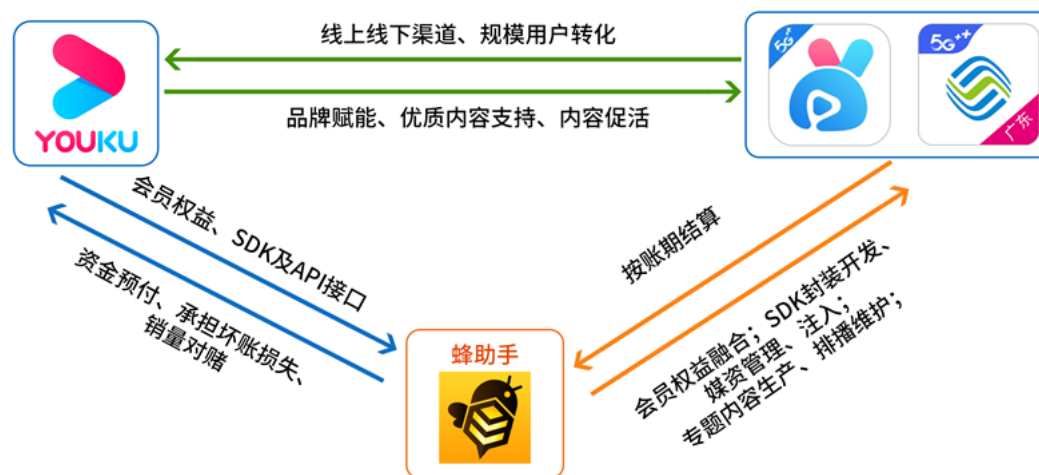 线上线下渠道、规模用户转化
5G++
5G++
广东
YOUKU
品牌赋能、优质内容支持、内容促活
会员权益、SDK及API接口
资金预付、承担坏账损失、
销量对赌
按账期结算
会员权益融合；SDK封装开发、
媒资管理、注入；
专题内容生产、排播维护；
蜂助手